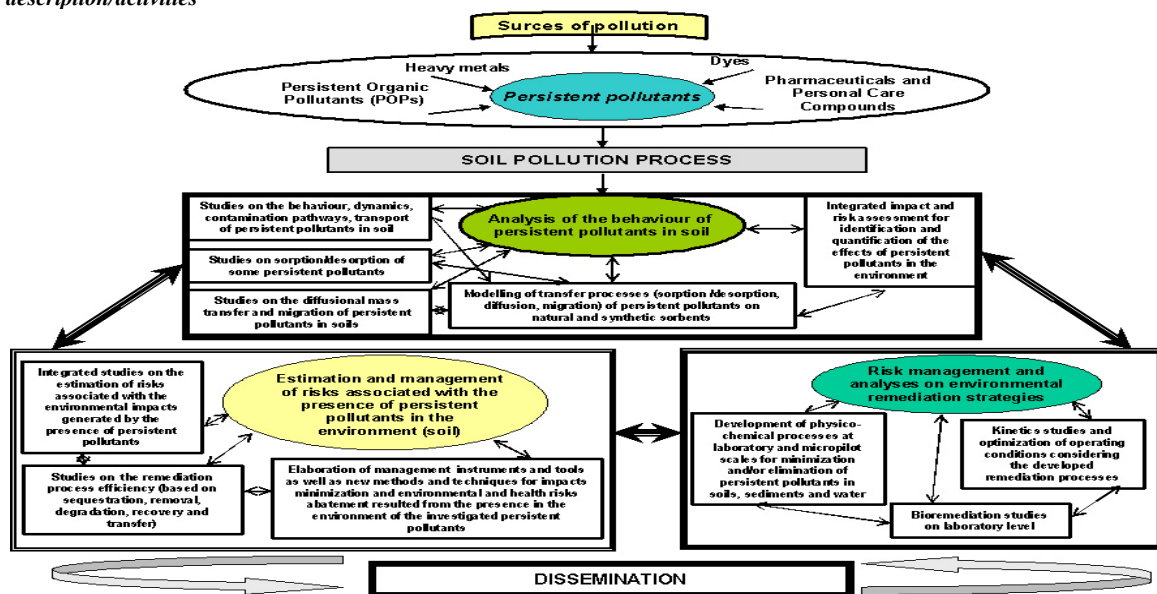 description/activities
Surces of pollution
Heavy metals
Dyes
Persistent Organic
Pollutants (POPs)
Persistent pollutants
Pharmaceuticals and
Personal Care
Compounds
SOIL POLLUTION PROCESS
Studies on the behaviour, dynamics,
contamination pathways, transport
of persistent pollutants in soil
Analysis of the behaviour of
persistent pollutants in soil
Integrated impact and
risk assessment for
identification and
quantification of the
effects of persistent
pollutants in the
environment
Studies on sorption/desorption of
some persistent pollutants
Studies on the diffusional mass
transfer and migration of persistent
pollutants in soils
Modelling of transfer processes (sorption /desorption,
diffusion, migration) of persistent pollutants on
natural and synthetic sorbents
Integrated studies on the
estimation of risks
associated with the
environmental impacts
generated by the
presence of persistent
pollutants
Estimation and management
of risks associated with the
presence of persistent
pollutants in the
environment (soil)
Studies on the remediation
process efficiency (based on
sequestration, removal,
degradation, recovery and
transfer)
Elaboration of management instruments and tools
as well as new methods and techniques for impacts
minimization and environmental and health risks
abatement resulted from the presence in the
environment of the investigated persistent
pollutants
Risk management and
analyses on environmental
remediation strategies
Development of physico-
chemical processes at
laboratory and micropilot
scales for minimization
and/or elimination of
persistent pollutants in
soils, sediments and water
Kinetics studies and
optimization of operating
conditions considering
the developed
remediation processes
Bioremediation studies
on laboratory level
DISSEMINATION